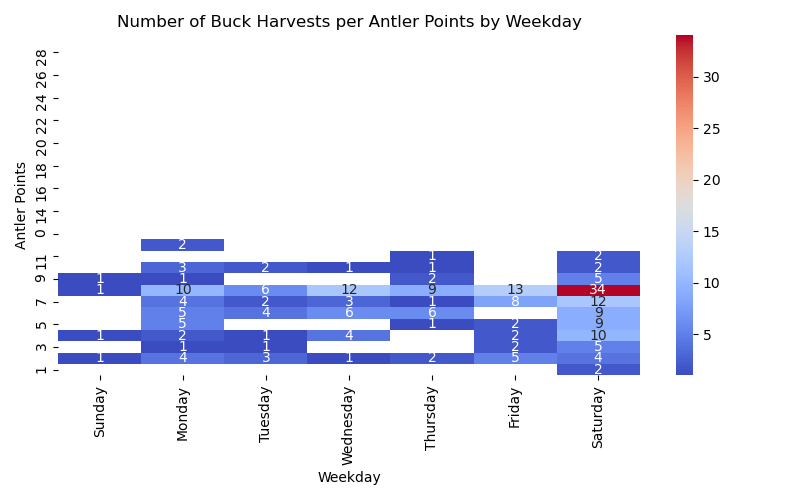 Number of Buck Harvests per Antler Points by Weekday
Antler Points
28
26
24
22
20
18
16
14
0
2
1 2
11 3 2 1 1 2
9 1 1 2 5
1 10 6 12 9 13 34
7 4 2 3 1 8 12
5 4 6 6 9
5 5 1 2 9
1 2 1 4 2 10
3 1 1 2 5
1 4 3 1 2 5 4
1 2
Sunday Monday Tuesday Wednesday Thursday Friday Saturday
Weekday
30
25
20
15
10
5